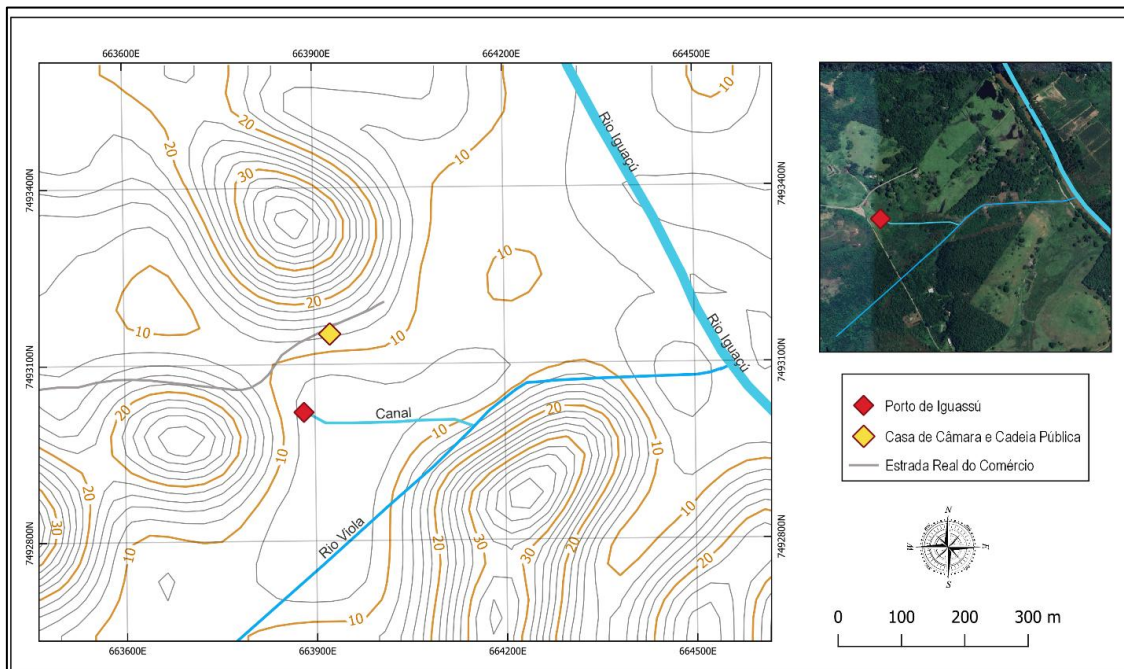 663600E
663900E
664200E
664500E
7493400N
7493100N
7492800N
7493400N
7493100N
7492800N
663600E
663900E
664200E
664500E
20
20
10
10
30
10
20
10
10
20
10
10
10
20
20
10
10
20
30
20
30
30
20
10
20
10
Rio Iguaçú
Rio Iguaçú
Canal
Rio Viola
Porto de Iguassú
Casa de Câmara e Cadeia Pública
Estrada Real do Comércio
N
W
E
S
0 100 200 300 m